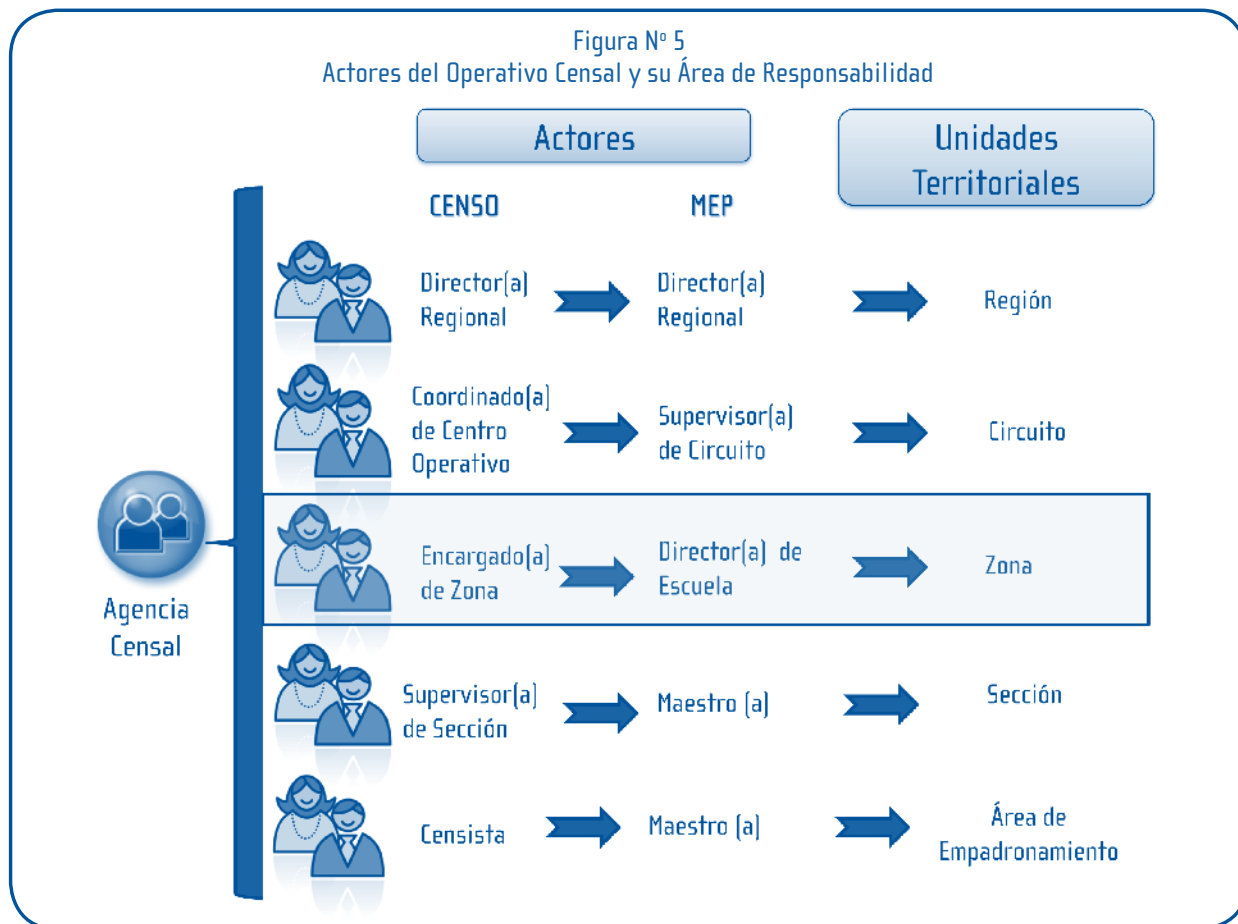 Figura Nº 5
Actores del Operativo Censal y su Área de Responsabilidad
Actores
Unidades
Territoriales
CENSO
MEP
Director(a)
Regional
Director(a)
Regional
Región
Coordinado(a)
de Centro
Operativo
Supervisor(a)
de Circuito
Circuito
Encargado(a)
de Zona
Director(a) de
Escuela
Zona
Agencia
Censal
Supervisor(a)
de Sección
Maestro (a)
Sección
Censista
Maestro (a)
Área de
Empadronamiento